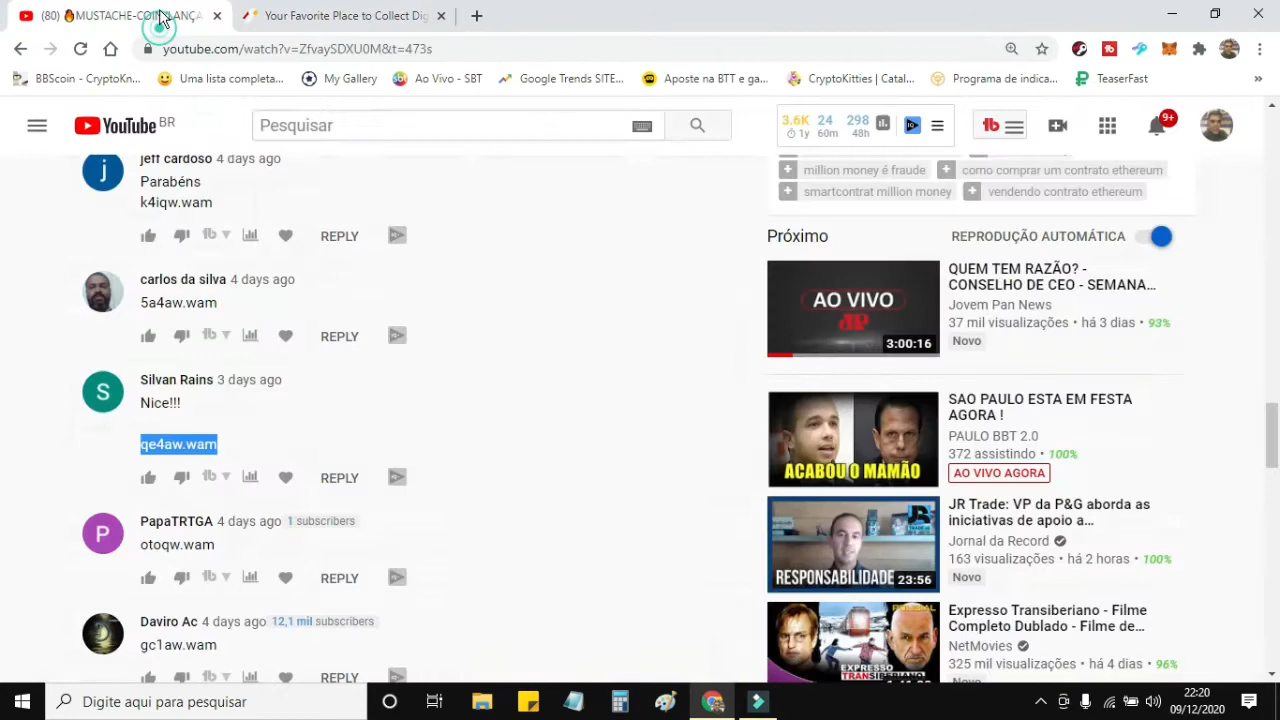 (80) 🔥MUSTACHE-COIN
Your Favorite Place to Collect Dig
youtube.com/watch?v=ZfvaySDXU0M&t=473s
BBScoin - CryptoKn...
Uma lista completa...
My Gallery
Ao Vivo - SBT
Google Trends SITE...
Aposte na BTT e ga...
CryptoKitties | Catal...
Programa de indica...
TeaserFast
YouTube BR
Pesquisar
3.6K 24 298
1y 60m 48h
9+
jeff cardoso 4 days ago
Parabéns
k4iqw.wam
REPLY
carlos da silva 4 days ago
5a4aw.wam
REPLY
Silvan Rains 3 days ago
Nice!!!
qe4aw.wam
REPLY
PapaTRTGA 4 days ago 1 subscribers
otoqw.wam
REPLY
Daviro Ac 4 days ago 12,1 mil subscribers
gc1aw.wam
REPLY
million money é fraude
como comprar um contrato ethereum
smartcontrat million money
vendendo contrato ethereum
Próximo
REPRODUÇÃO AUTOMÁTICA
AO VIVO
JP
3:00:16
QUEM TEM RAZÃO? -
CONSELHO DE CEO - SEMANA...
Jovem Pan News
37 mil visualizações • há 3 dias • 93%
Novo
ACABOU O MAMÃO
SAO PAULO ESTA EM FESTA
AGORA !
PAULO BBT 2.0
372 assistindo • 100%
AO VIVO AGORA
RESPONSABILIDADE
23:56
JR Trade: VP da P&G aborda as
iniciativas de apoio a...
Jornal da Record
163 visualizações • há 2 horas • 100%
Novo
EXPRESSO
TRANSIBERIANO
Expresso Transiberiano - Filme
Completo Dublado - Filme de...
NetMovies
325 mil visualizações • há 4 dias • 96%
Novo
Digite aqui para pesquisar
22:20
09/12/2020